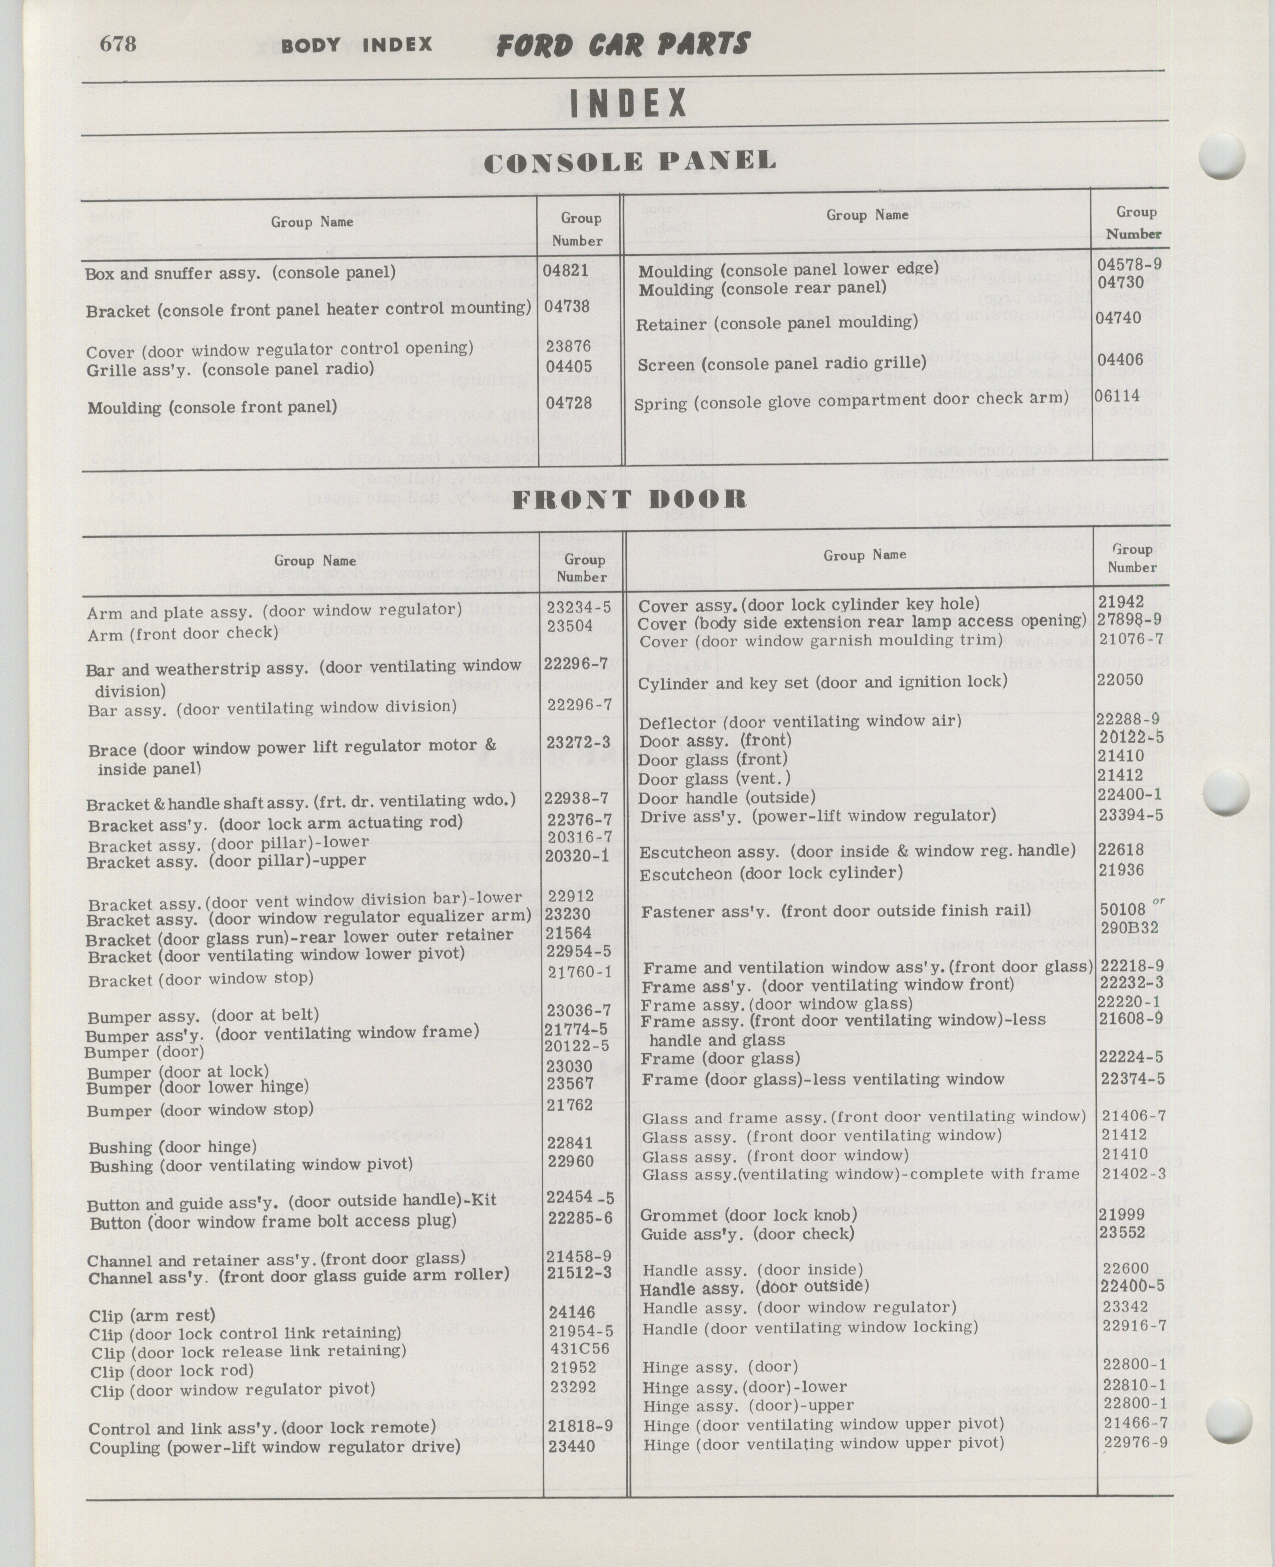 678 BODY INDEX FORD CAR PARTS
INDEX
CONSOLE PANEL
Group Name
Group
Number
Box and snuffer assy. (console panel) 04821
Bracket (console front panel heater control mounting) 04738
Cover (door window regulator control opening) 23876
Grille ass'y. (console panel radio) 04405
Moulding (console front panel) 04728
Group Name
Group
Number
Moulding (console panel lower edge) 04578-9
Moulding (console rear panel) 04730
Retainer (console panel moulding) 04740
Screen (console panel radio grille) 04406
Spring (console glove compartment door check arm) 06114
FRONT DOOR
Group Name
Group
Number
Arm and plate assy. (door window regulator) 23234-5
Arm (front door check) 23504
Bar and weatherstrip assy. (door ventilating window 22296-7
division)
Bar assy. (door ventilating window division) 22296-7
Brace (door window power lift regulator motor & 23272-3
inside panel)
Bracket & handle shaft assy. (frt. dr. ventilating wdo.) 22938-7
Bracket ass'y. (door lock arm actuating rod) 22376-7
Bracket assy. (door pillar)-lower 20316-7
Bracket assy. (door pillar)-upper 20320-1
Bracket assy. (door vent window division bar)-lower 22912
Bracket assy. (door window regulator equalizer arm) 23230
Bracket (door glass run)-rear lower outer retainer 21564
Bracket (door ventilating window lower pivot) 22954-5
Bracket (door window stop) 21760-1
Bumper assy. (door at belt) 23036-7
Bumper ass'y. (door ventilating window frame) 21774-5
Bumper (door) 20122-5
Bumper (door at lock) 23030
Bumper (door lower hinge) 23567
Bumper (door window stop) 21762
Bushing (door hinge) 22841
Bushing (door ventilating window pivot) 22960
Button and guide ass'y. (door outside handle)-Kit 22454-5
Button (door window frame bolt access plug) 22285-6
Channel and retainer ass'y. (front door glass) 21458-9
Channel ass'y. (front door glass guide arm roller) 21512-3
Clip (arm rest) 24146
Clip (door lock control link retaining) 21954-5
Clip (door lock release link retaining) 431C56
Clip (door lock rod) 21952
Clip (door window regulator pivot) 23292
Control and link ass'y. (door lock remote) 21818-9
Coupling (power-lift window regulator drive) 23440
Group Name
Group
Number
Cover assy. (door lock cylinder key hole) 21942
Cover (body side extension rear lamp access opening) 27898-9
Cover (door window garnish moulding trim) 21076-7
Cylinder and key set (door and ignition lock) 22050
Deflector (door ventilating window air) 22288-9
Door assy. (front) 20122-5
Door glass (front) 21410
Door glass (vent.) 21412
Door handle (outside) 22400-1
Drive ass'y. (power-lift window regulator) 23394-5
Escutcheon assy. (door inside & window reg. handle) 22618
Escutcheon (door lock cylinder) 21936
Fastener ass'y. (front door outside finish rail) 50108 or
290B32
Frame and ventilation window ass'y. (front door glass) 22218-9
Frame ass'y. (door ventilating window front) 22232-3
Frame assy. (door window glass) 22220-1
Frame assy. (front door ventilating window)-less 21608-9
handle and glass
Frame (door glass) 22224-5
Frame (door glass)-less ventilating window 22374-5
Glass and frame assy. (front door ventilating window) 21406-7
Glass assy. (front door ventilating window) 21412
Glass assy. (front door window) 21410
Glass assy.(ventilating window)-complete with frame 21402-3
Grommet (door lock knob) 21999
Guide ass'y. (door check) 23552
Handle assy. (door inside) 22600
Handle assy. (door outside) 22400-5
Handle assy. (door window regulator) 23342
Handle (door ventilating window locking) 22916-7
Hinge assy. (door) 22800-1
Hinge assy. (door)-lower 22810-1
Hinge assy. (door)-upper 22800-1
Hinge (door ventilating window upper pivot) 21466-7
Hinge (door ventilating window upper pivot) 22976-9